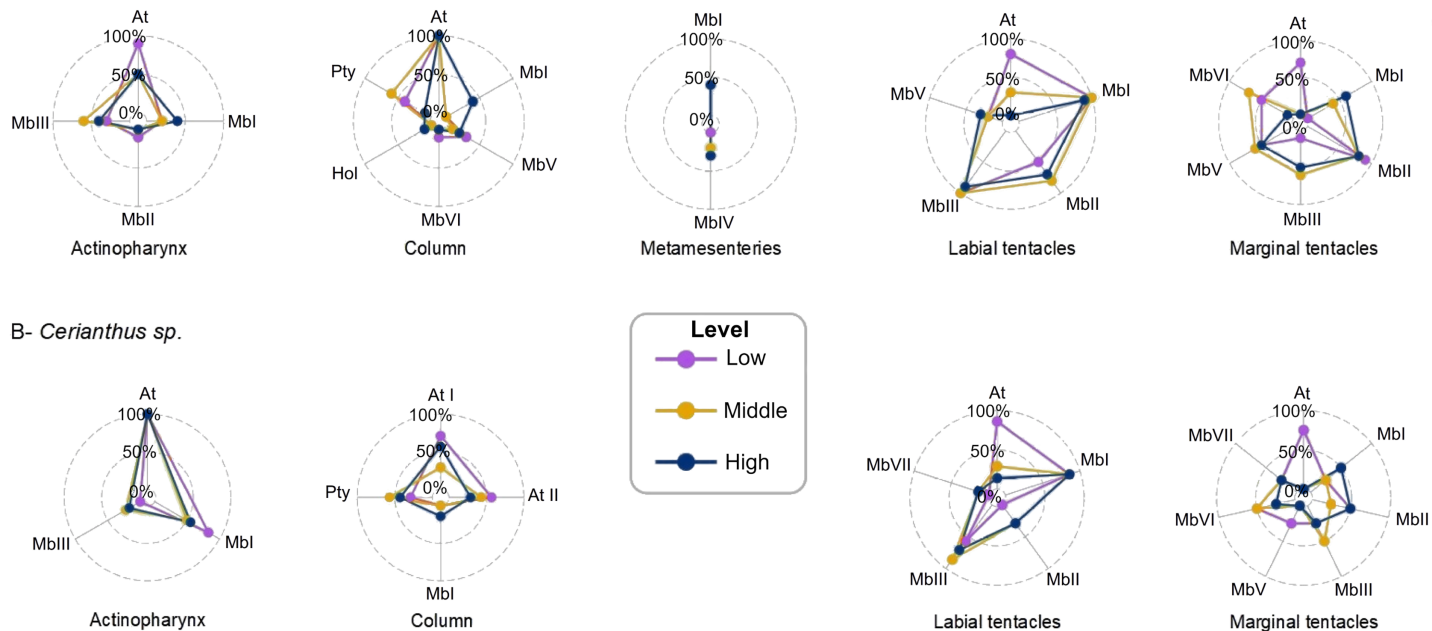 At
100%
50%
0%
MbIII
MbI
MbII
Actinopharynx
At
100%
Pty
MbI
50%
0%
Hol
MbV
MbVI
Column
MbI
100%
50%
0%
MbIV
Metamesenteries
At
100%
50%
MbV
MbI
0%
MbIII
MbII
Labial tentacles
At
100%
MbVI
MbI
50%
0%
MbV
MbII
MbIII
Marginal tentacles
B- Cerianthus sp.
Level
Low
Middle
High
At
100%
50%
0%
MbIII
MbI
Actinopharynx
At I
100%
50%
0%
Pty
At II
MbI
Column
At
100%
50%
MbVII
MbI
0%
MbIII
MbII
Labial tentacles
At
100%
MbVII
MbI
50%
0%
MbVI
MbII
MbV
MbIII
Marginal tentacles